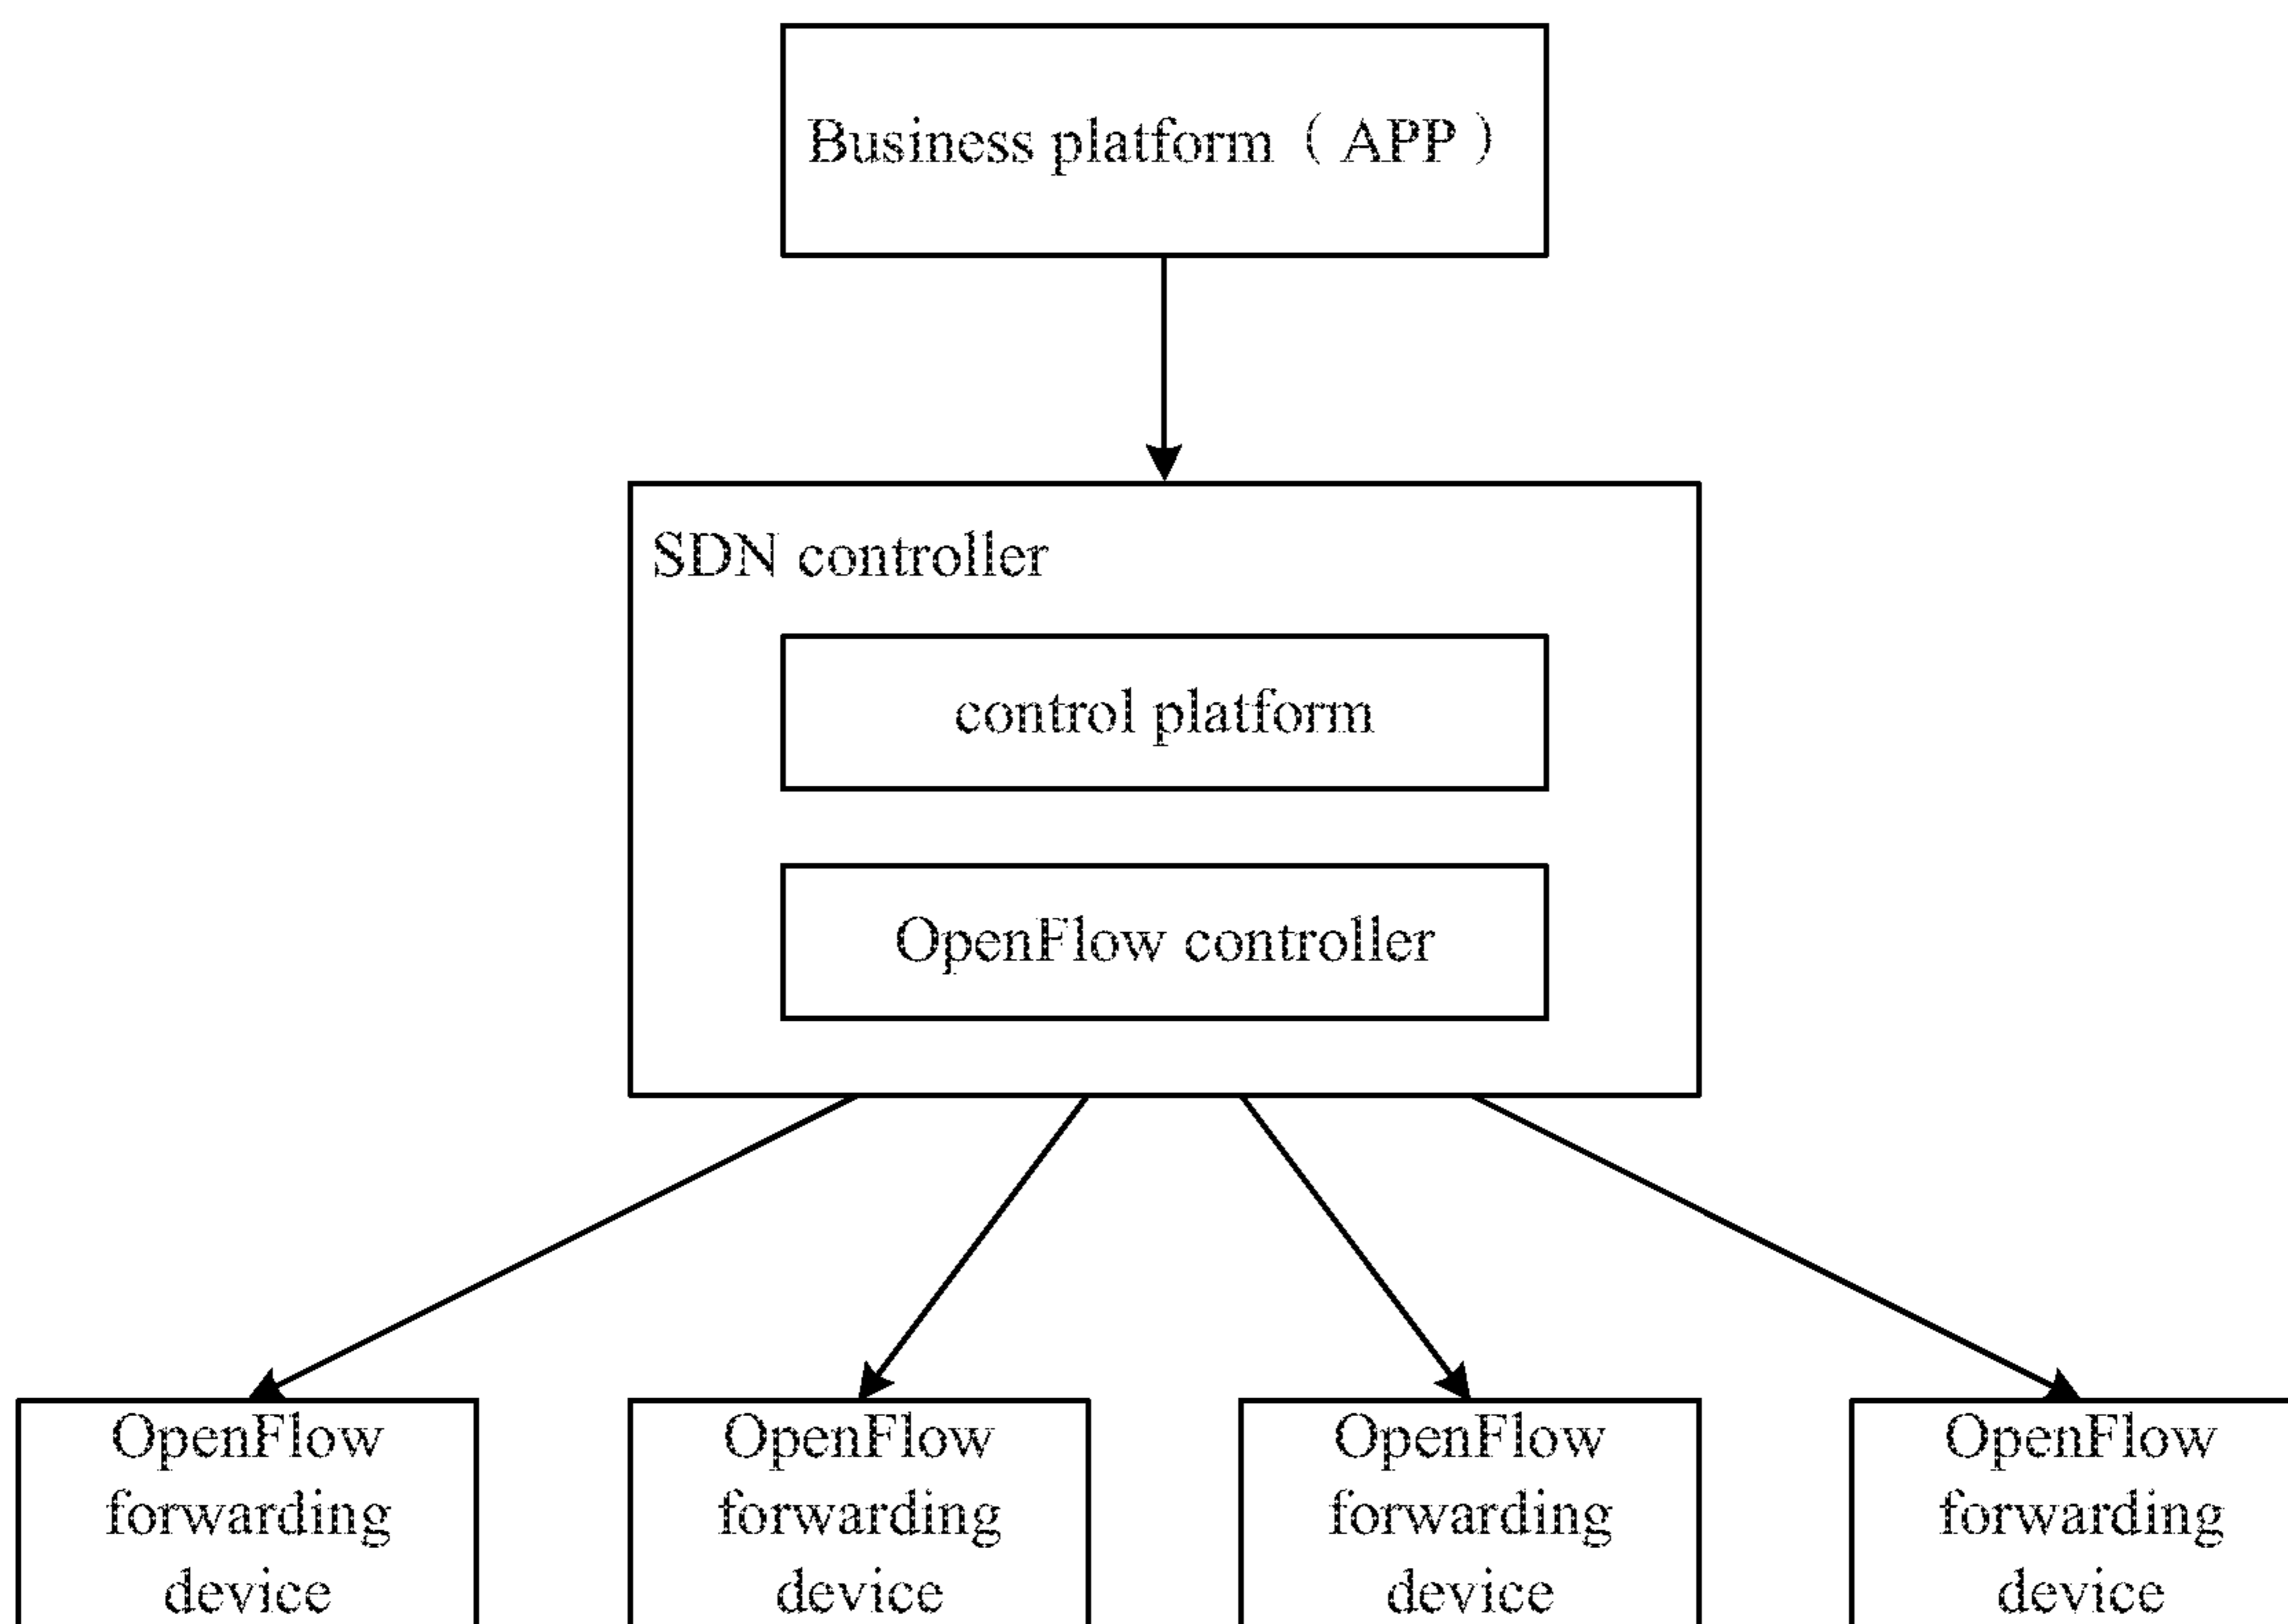 Business platform（APP）
SDN controller
control platform
OpenFlow controller
OpenFlow
forwarding
device
OpenFlow
forwarding
device
OpenFlow
forwarding
device
OpenFlow
forwarding
device